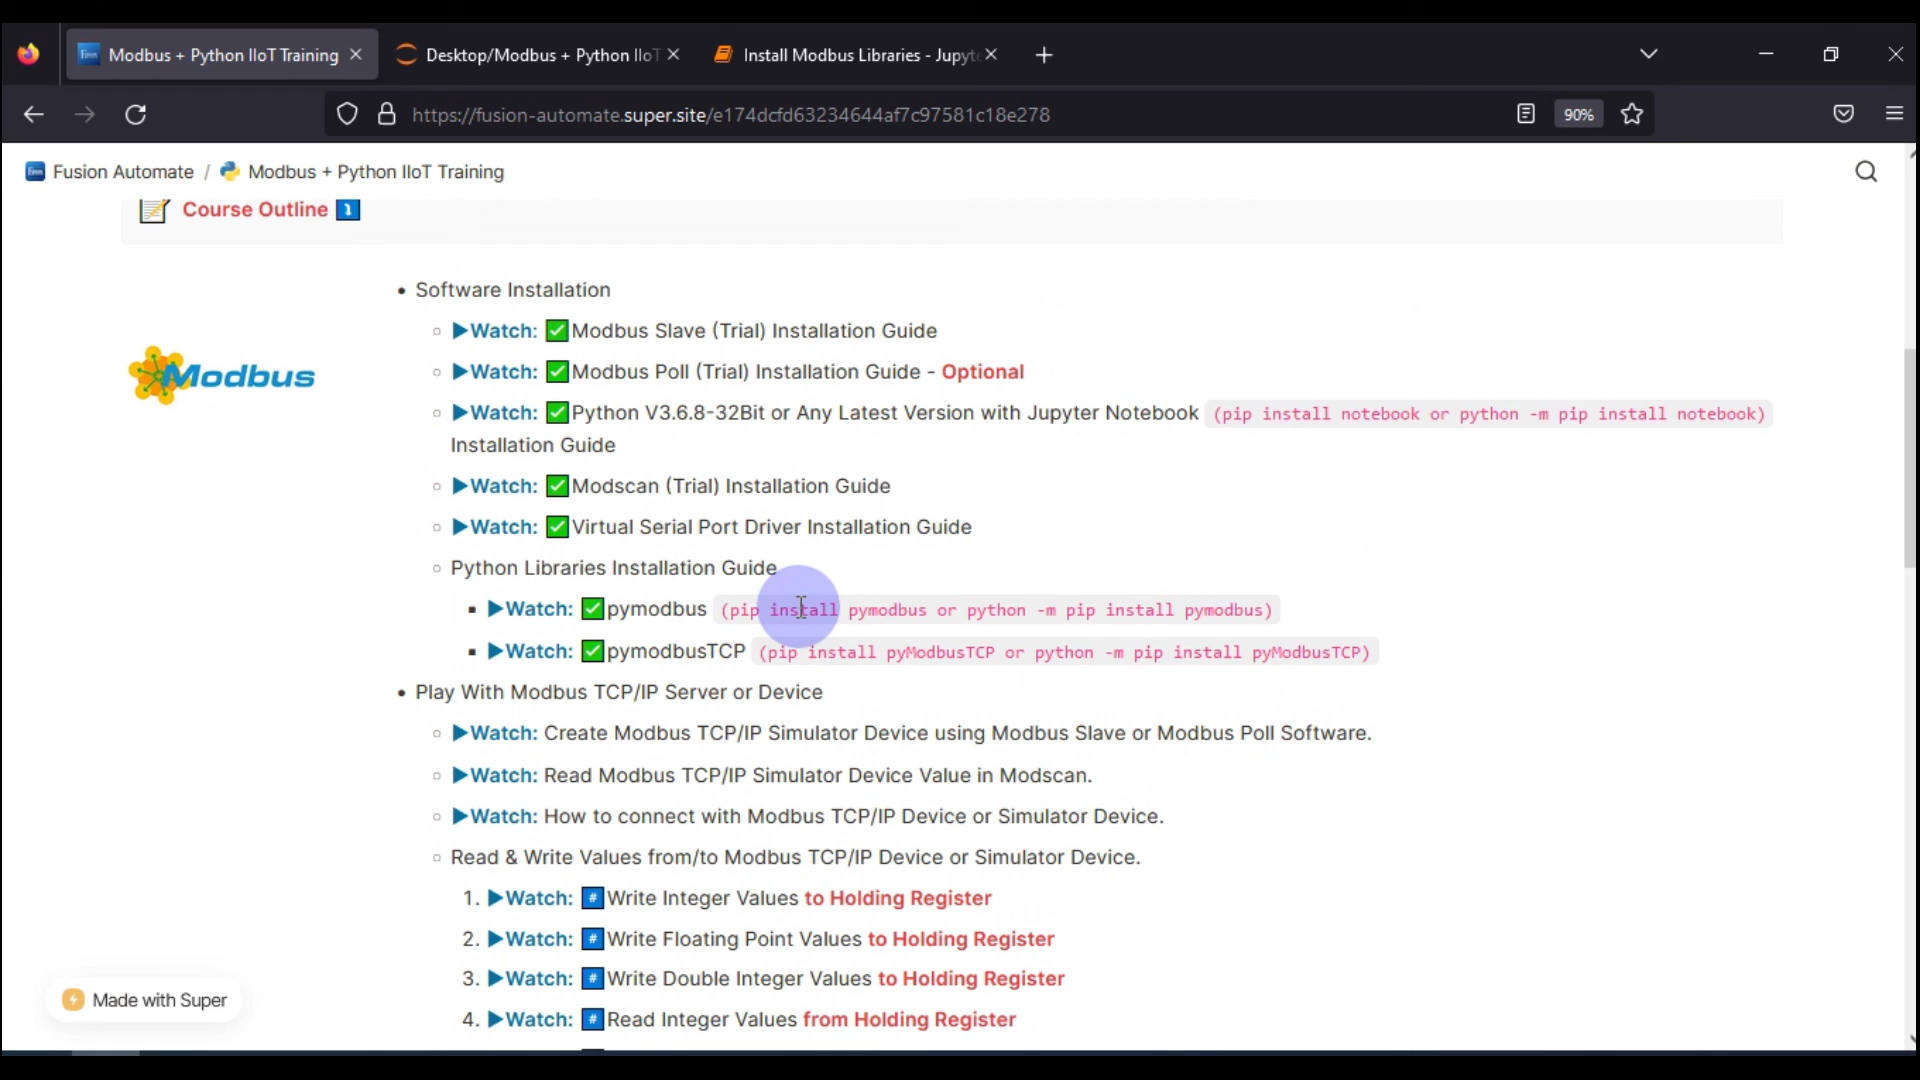 Modbus + Python IIoT Training
Desktop/Modbus + Python IIoT
Install Modbus Libraries - Jupyte
https://fusion-automate.super.site/e174dcfd63234644af7c97581c18e278
90%
Fusion Automate / Modbus + Python IIoT Training
Course Outline
Modbus
• Software Installation
▶Watch: ✅Modbus Slave (Trial) Installation Guide
▶Watch: ✅Modbus Poll (Trial) Installation Guide - Optional
▶Watch: ✅Python V3.6.8-32Bit or Any Latest Version with Jupyter Notebook (pip install notebook or python -m pip install notebook)
Installation Guide
▶Watch: ✅Modscan (Trial) Installation Guide
▶Watch: ✅Virtual Serial Port Driver Installation Guide
Python Libraries Installation Guide
▶Watch: ✅pymodbus (pip install pymodbus or python -m pip install pymodbus)
▶Watch: ✅pymodbusTCP (pip install pyModbusTCP or python -m pip install pyModbusTCP)
• Play With Modbus TCP/IP Server or Device
▶Watch: Create Modbus TCP/IP Simulator Device using Modbus Slave or Modbus Poll Software.
▶Watch: Read Modbus TCP/IP Simulator Device Value in Modscan.
▶Watch: How to connect with Modbus TCP/IP Device or Simulator Device.
Read & Write Values from/to Modbus TCP/IP Device or Simulator Device.
1. ▶Watch: #Write Integer Values to Holding Register
2. ▶Watch: #Write Floating Point Values to Holding Register
3. ▶Watch: #Write Double Integer Values to Holding Register
4. ▶Watch: #Read Integer Values from Holding Register
Made with Super